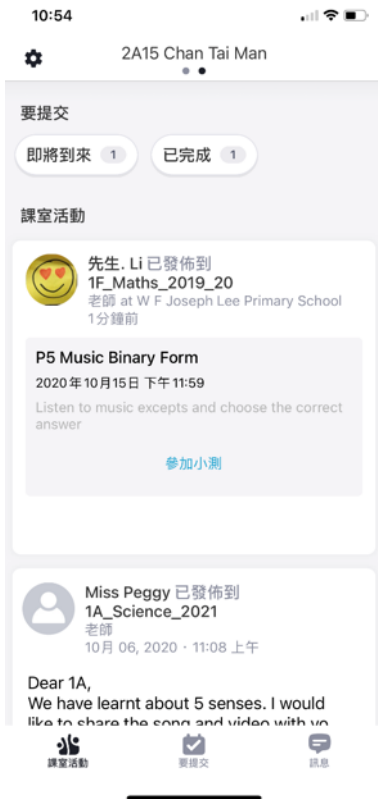 10:54
2A15 Chan Tai Man
要提交
即將到來 1
已完成 1
課室活動
先生. Li 已發佈到
1F_Maths_2019_20
老師 at W F Joseph Lee Primary School
1分鐘前
P5 Music Binary Form
2020年10月15日 下午11:59
Listen to music excepts and choose the correct
answer
參加小測
Miss Peggy 已發佈到
1A_Science_2021
老師
10月 06, 2020 · 11:08 上午
Dear 1A,
We have learnt about 5 senses. I would
like to share the song and video with yo
課室活動
要提交
訊息